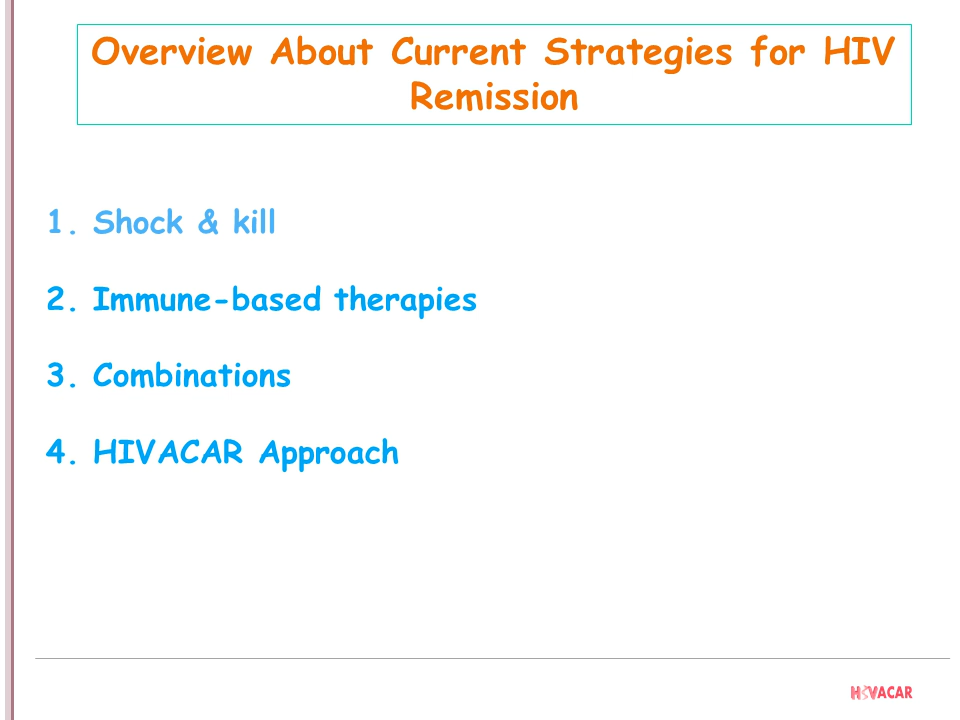 Overview About Current Strategies for HIV
Remission
1. Shock & kill
2. Immune-based therapies
3. Combinations
4. HIVACAR Approach
HIVACAR